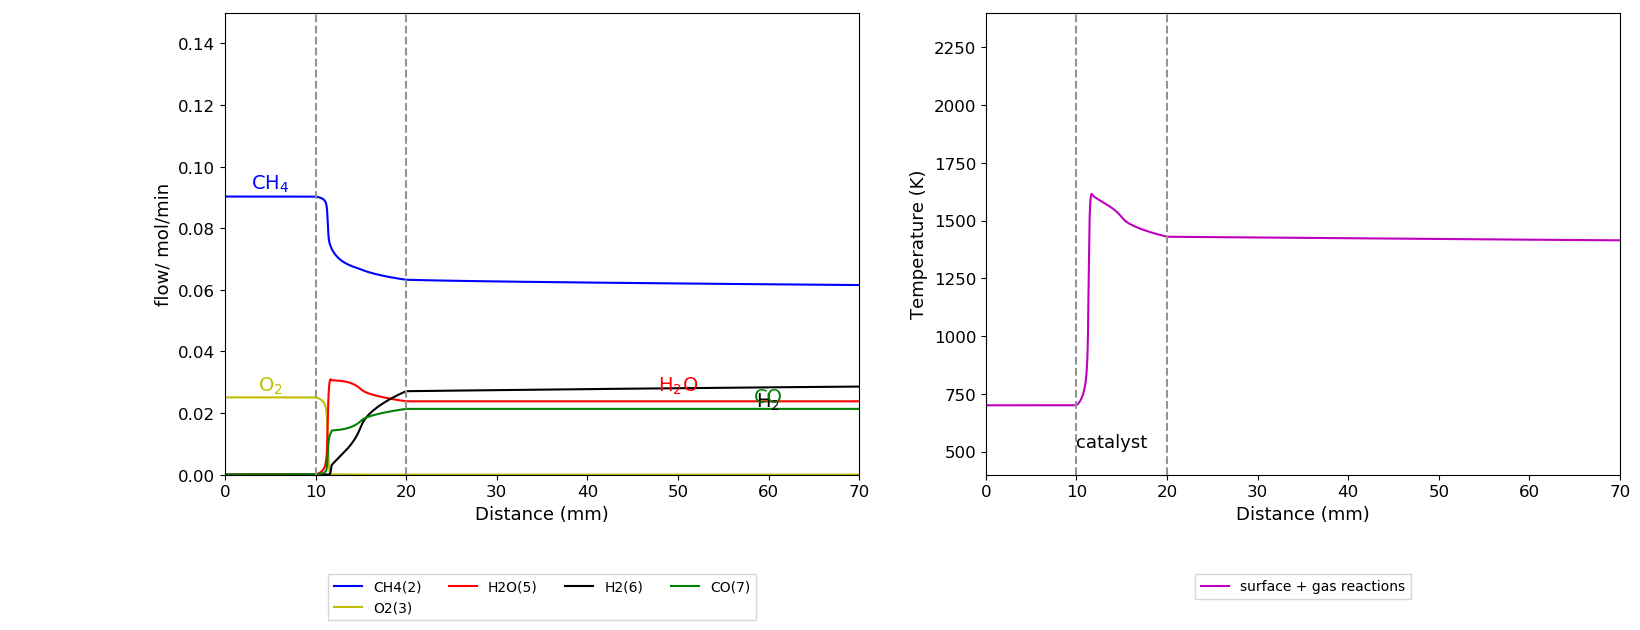 0.14
0.12
0.10
0.08
0.06
0.04
0.02
0.00
flow/ mol/min
CH4
O2
H2O
CO
H2
0 10 20 30 40 50 60 70
Distance (mm)
CH4(2) H2O(5) H2(6) CO(7)
O2(3)
2250
2000
1750
1500
1250
1000
750
500
Temperature (K)
catalyst
0 10 20 30 40 50 60 70
Distance (mm)
surface + gas reactions